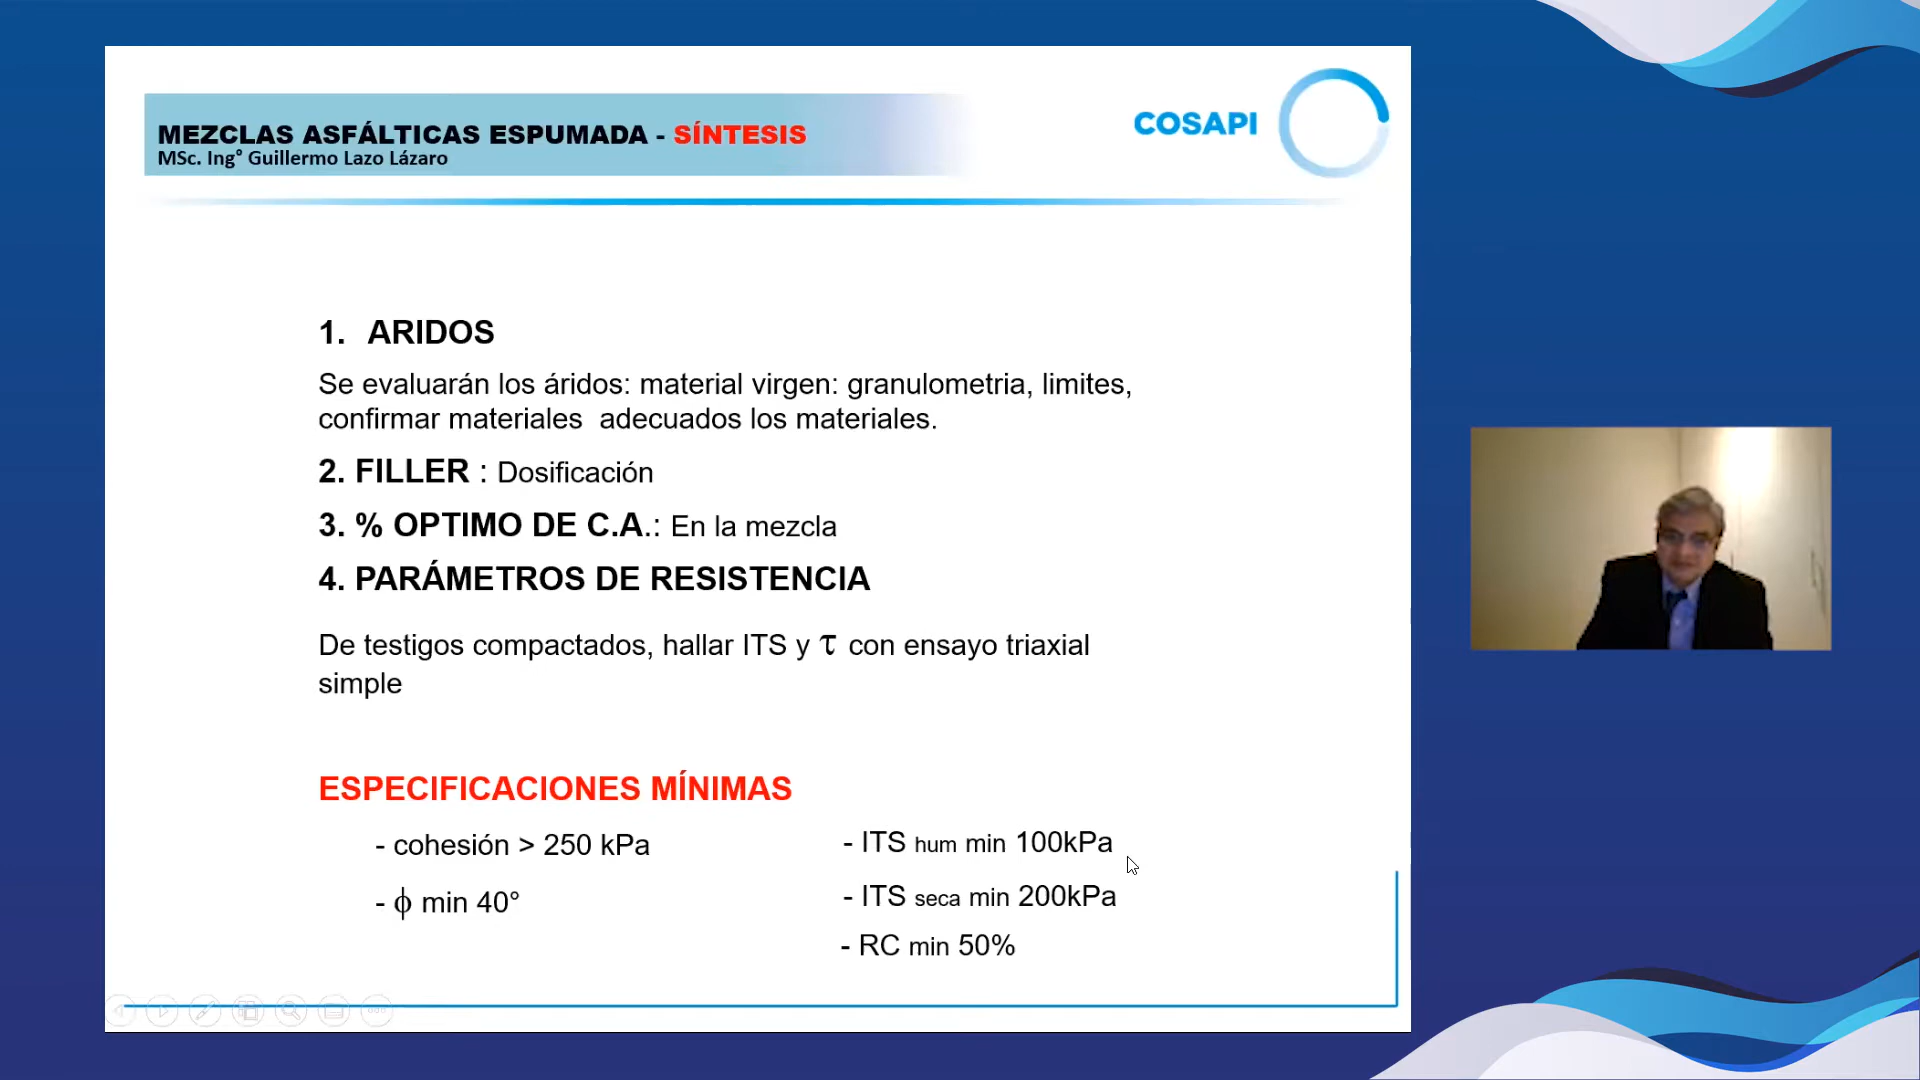 MEZCLAS ASFÁLTICAS ESPUMADA - SÍNTESIS
MSc. Ing° Guillermo Lazo Lázaro
COSAPI
1. ARIDOS
Se evaluarán los áridos: material virgen: granulometria, limites,
confirmar materiales adecuados los materiales.
2. FILLER : Dosificación
3. % OPTIMO DE C.A.: En la mezcla
4. PARÁMETROS DE RESISTENCIA
De testigos compactados, hallar ITS y τ con ensayo triaxial
simple
ESPECIFICACIONES MÍNIMAS
- cohesión > 250 kPa
- ϕ min 40°
- ITS hum min 100kPa
- ITS seca min 200kPa
- RC min 50%